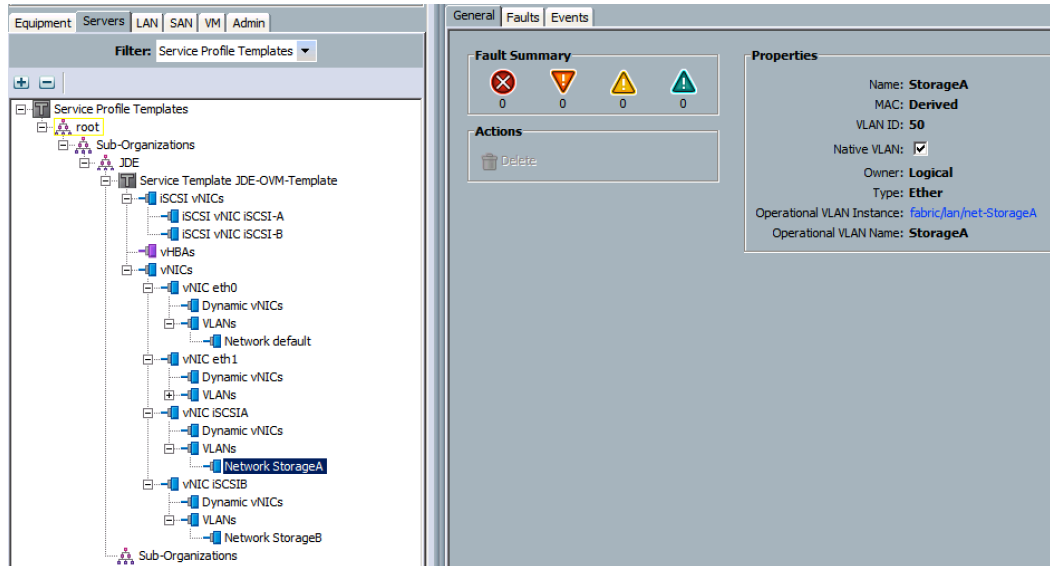 Equipment Servers LAN SAN VM Admin
Filter: Service Profile Templates
Service Profile Templates
root
Sub-Organizations
JDE
Service Template JDE-OVM-Template
iSCSI vNICs
iSCSI vNIC iSCSI-A
iSCSI vNIC iSCSI-B
vHBAs
vNICs
vNIC eth0
Dynamic vNICs
VLANs
Network default
vNIC eth1
Dynamic vNICs
VLANs
vNIC iSCSIA
Dynamic vNICs
VLANs
Network StorageA
vNIC iSCSIB
Dynamic vNICs
VLANs
Network StorageB
Sub-Organizations
General Faults Events
Fault Summary
0 0 0 0
Actions
Delete
Properties
Name: StorageA
MAC: Derived
VLAN ID: 50
Native VLAN:
Owner: Logical
Type: Ether
Operational VLAN Instance: fabric/lan/net-StorageA
Operational VLAN Name: StorageA